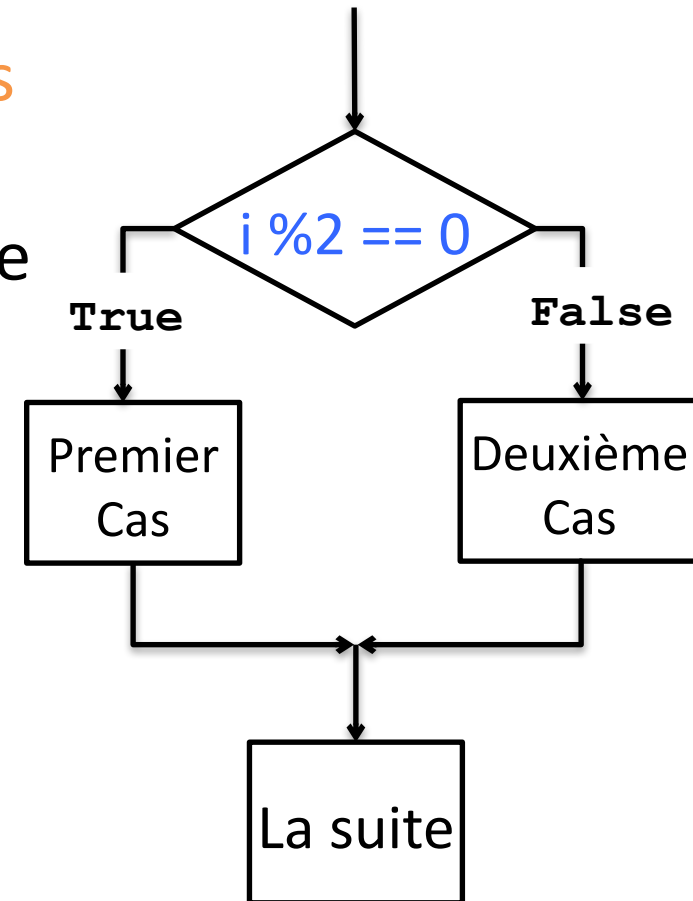 s
i %2 == 0
e
True
False
Premier
Cas
Deuxième
Cas
La suite